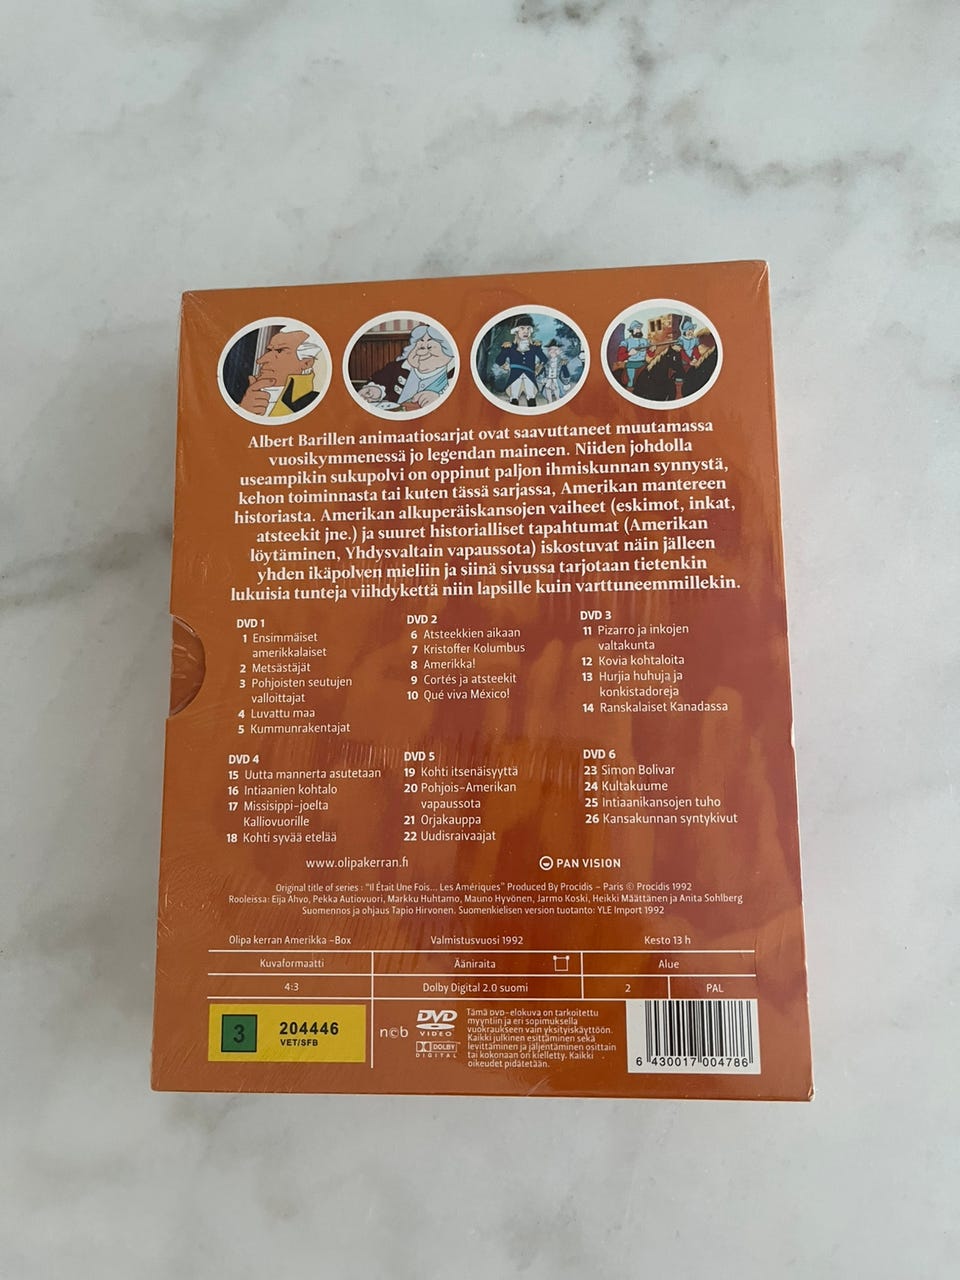 Albert Barillen animaatiosarjat ovat saavuttaneet muutamassa
vuosikymmenessä jo legendan maineen. Niiden johdolla
useampikin sukupolvi on oppinut paljon ihmiskunnan synnystä,
kehon toiminnasta tai kuten tässä sarjassa, Amerikan mantereen
historiasta. Amerikan alkuperäiskansojen vaiheet (eskimot, inkat,
atsteekit jne.) ja suuret historialliset tapahtumat (Amerikan
löytäminen, Yhdysvaltain vapaussota) iskostuvat näin jälleen
yhden ikäpolven mieliin ja siinä sivussa tarjotaan tietenkin
lukuisia tunteja viihdykettä niin lapsille kuin varttuneemmillekin.
DVD 1
1 Ensimmäiset
amerikkalaiset
2 Metsästäjät
3 Pohjoisten seutujen
valloittajat
4 Luvattu maa
5 Kummunrakentajat
DVD 2
6 Atsteekkien aikaan
7 Kristoffer Kolumbus
8 Amerikka!
9 Cortés ja atsteekit
10 Qué viva México!
DVD 3
11 Pizarro ja inkojen
valtakunta
12 Kovia kohtaloita
13 Hurjia huhuja ja
konkistadoreja
14 Ranskalaiset Kanadassa
DVD 4
15 Uutta mannerta asutetaan
16 Intiaanien kohtalo
17 Missisippi-joelta
Kalliovuorille
18 Kohti syvää etelää
DVD 5
19 Kohti itsenäisyyttä
20 Pohjois-Amerikan
vapaussota
21 Orjakauppa
22 Uudisraivaajat
DVD 6
23 Simon Bolivar
24 Kultakuume
25 Intiaanikansojen tuho
26 Kansakunnan syntykivut
www.olipakerran.fi
PAN VISION
Original title of series : "Il Était Une Fois... Les Amériques" Produced By Procidis – Paris © Procidis 1992
Rooleissa: Eija Ahvo, Pekka Autiovuori, Markku Huhtamo, Mauno Hyvönen, Jarmo Koski, Heikki Määttänen ja Anita Sohlberg
Suomennos ja ohjaus Tapio Hirvonen. Suomenkielisen version tuotanto: YLE Import 1992
Olipa kerran Amerikka –Box Valmistusvuosi 1992 Kesto 13 h
Kuvaformaatti Ääniraita Alue
4:3 Dolby Digital 2.0 suomi 2 PAL
3
204446
VET/SFB
ncb
DVD
VIDEO
DOLBY
DIGITAL
Tämä DVD-elokuva on tarkoitettu
myyntiin ja eri sopimuksella
vuokraukseen vain yksityiskäyttöön.
Kaikki julkinen esittäminen sekä
levittäminen ja jäljentäminen osittain
tai kokonaan on kielletty. Kaikki
oikeudet pidätetään.
6 430017 004786